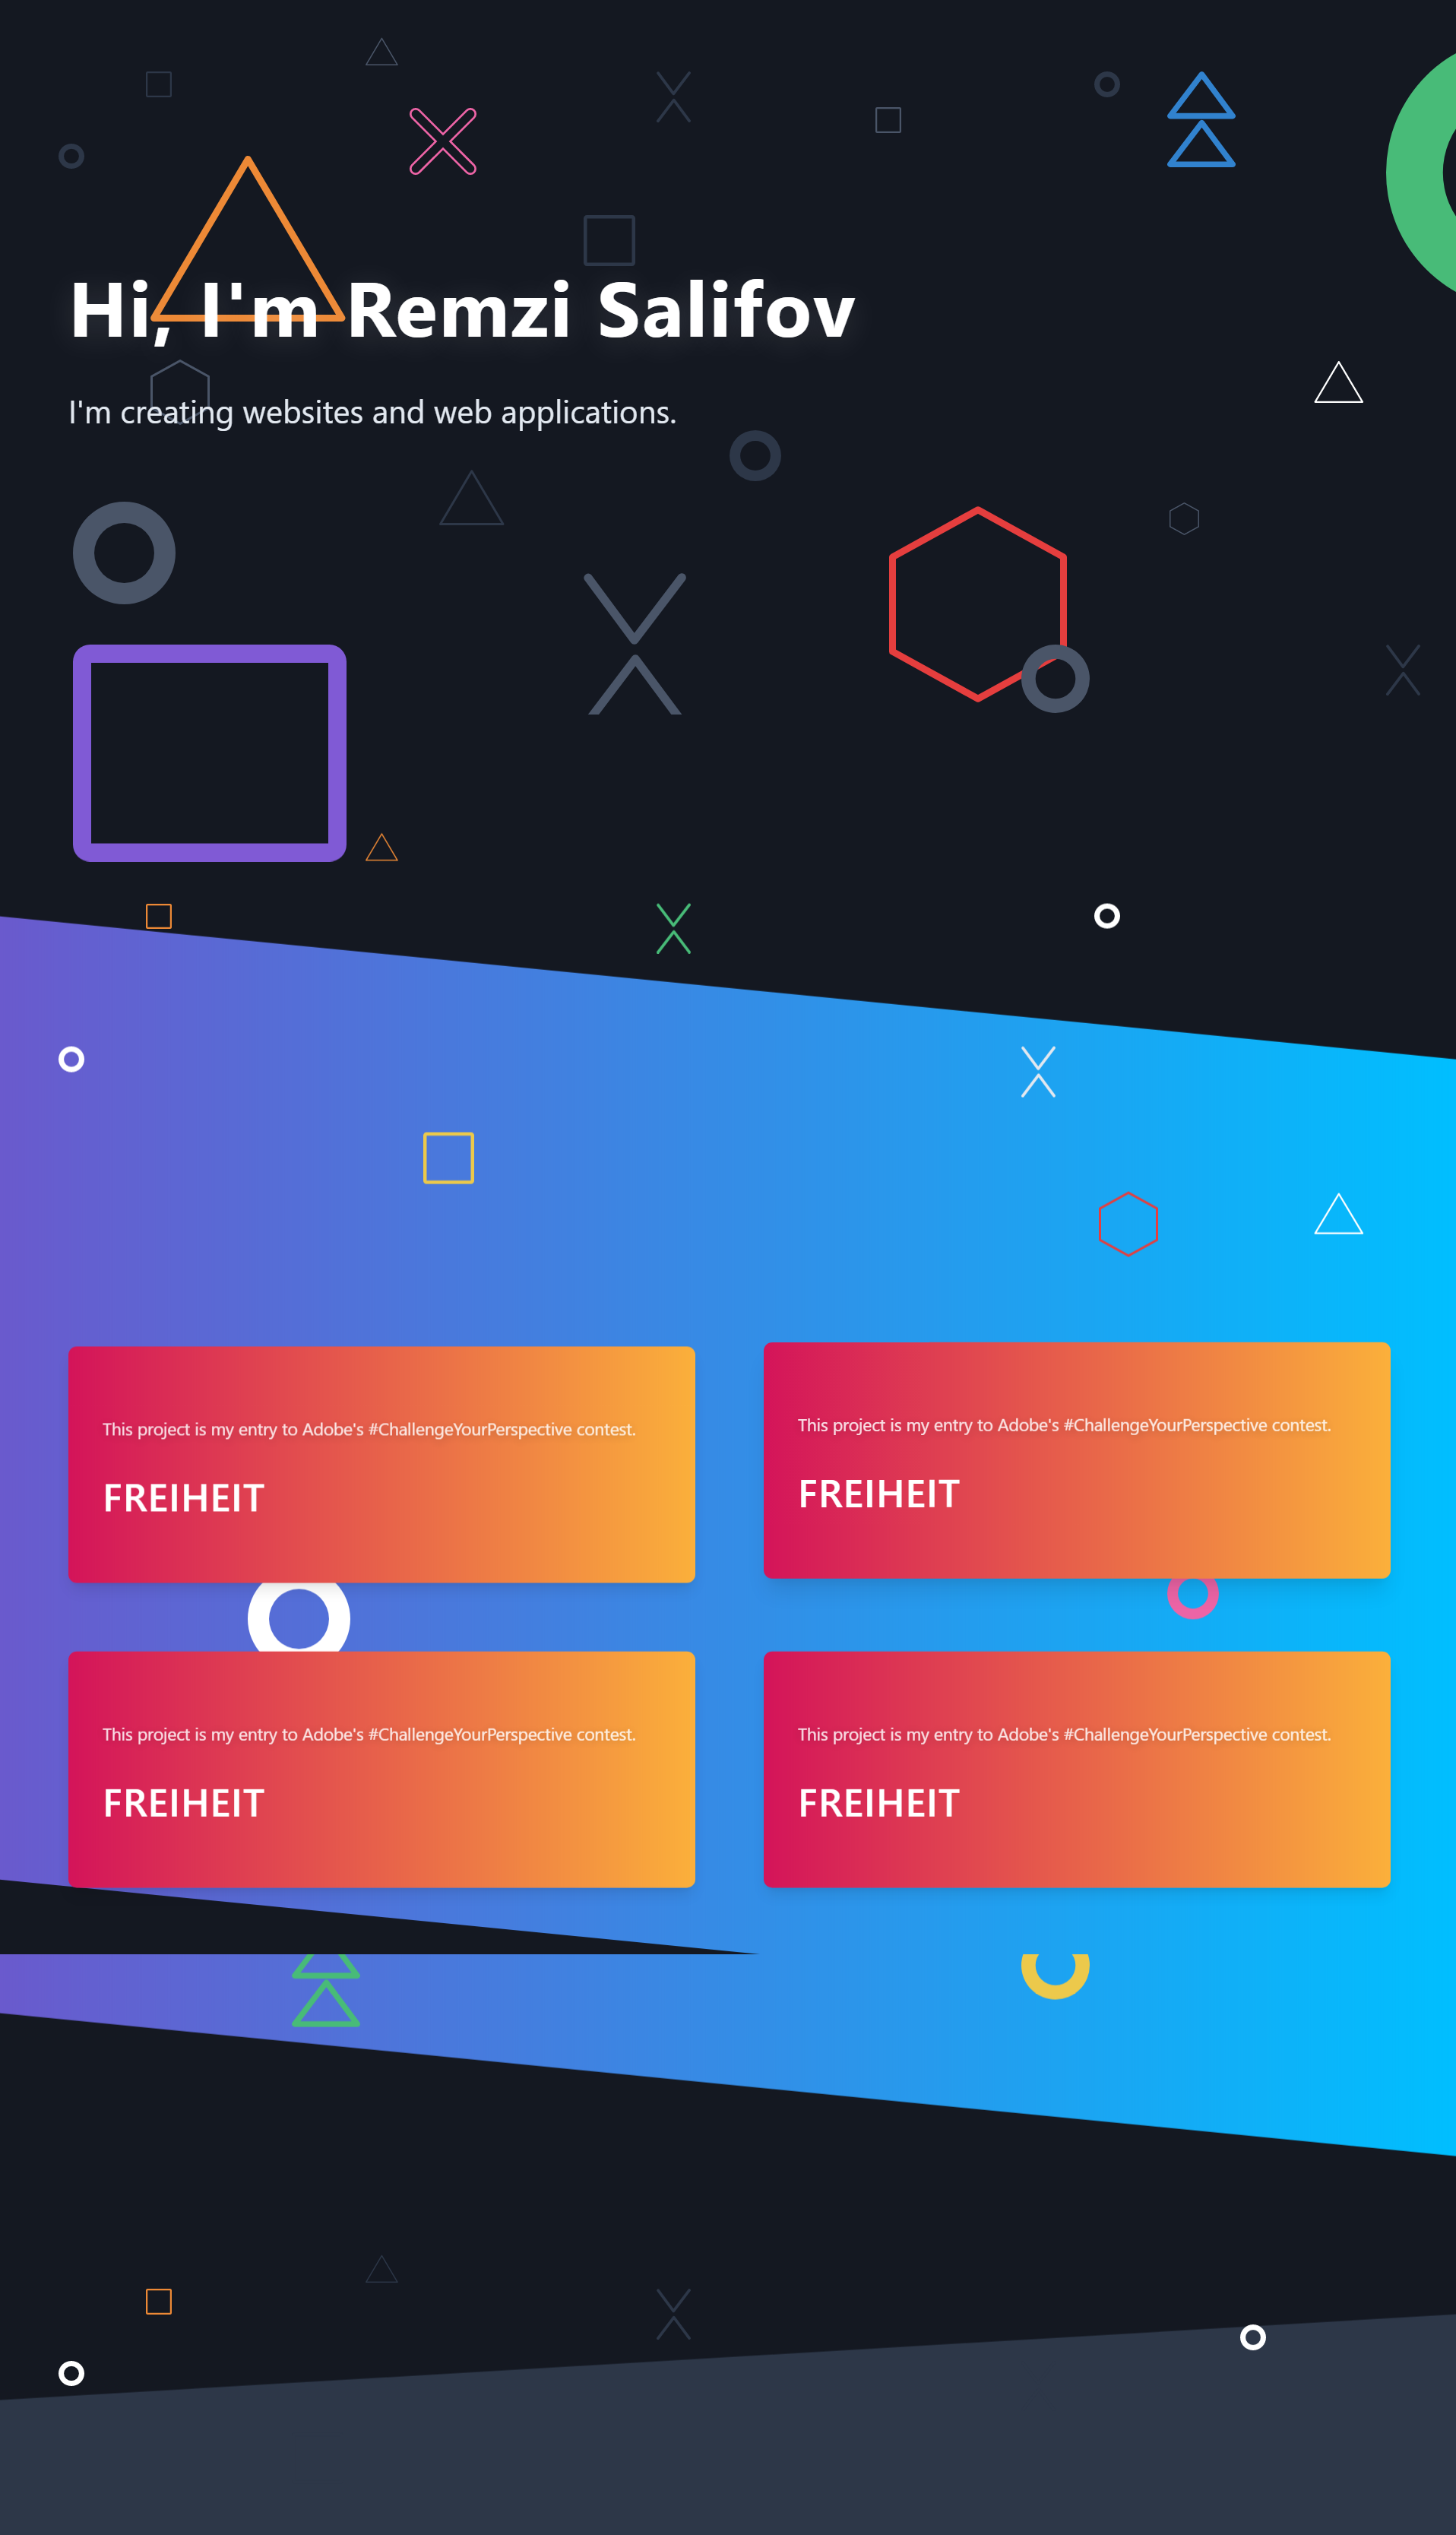 Hi, I'm Remzi Salifov
I'm creating websites and web applications.
This project is my entry to Adobe's #ChallengeYourPerspective contest.
FREIHEIT
This project is my entry to Adobe's #ChallengeYourPerspective contest.
FREIHEIT
This project is my entry to Adobe's #ChallengeYourPerspective contest.
FREIHEIT
This project is my entry to Adobe's #ChallengeYourPerspective contest.
FREIHEIT